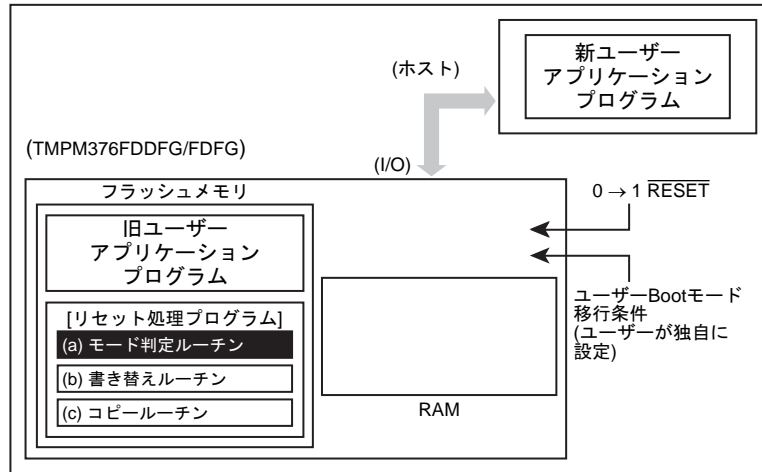 新ユーザー
アプリケーション
プログラム
(ホスト)
(TMPM376FDDFG/FDFG)
(I/O)
フラッシュメモリ
旧ユーザー
アプリケーション
プログラム
[リセット処理プログラム]
(a) モード判定ルーチン
(b) 書き替えルーチン
(c) コピールーチン
RAM
0 → 1 RESET
ユーザーBootモード
移行条件
(ユーザーが独自に
設定)